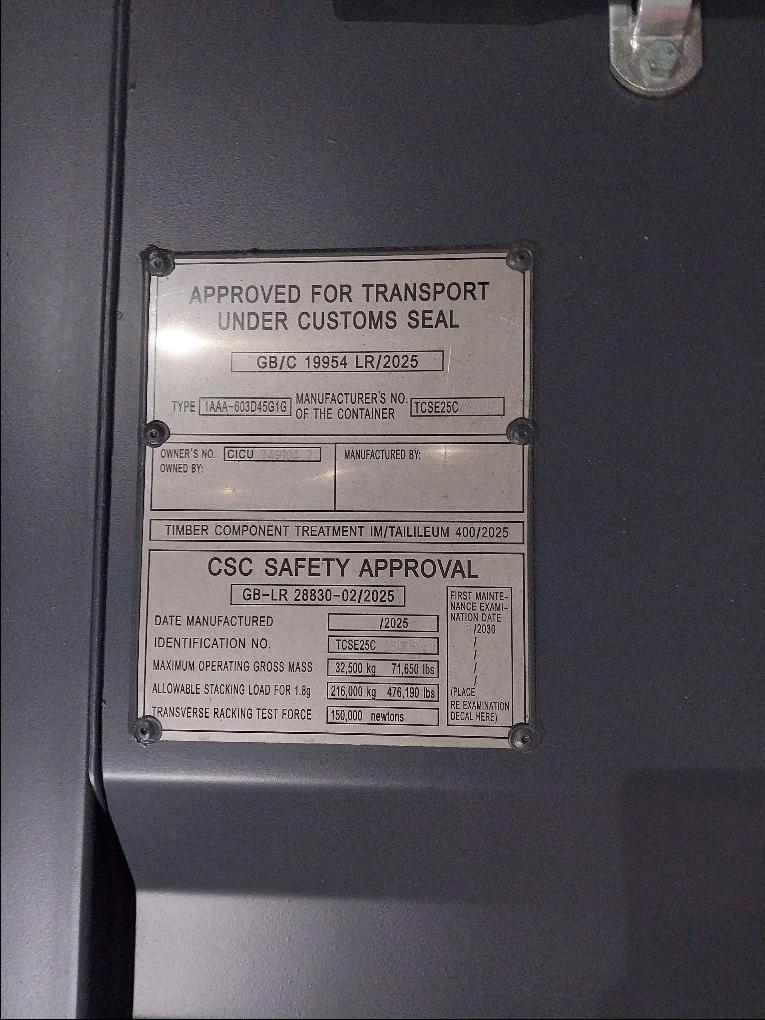 APPROVED FOR TRANSPORT
UNDER CUSTOMS SEAL
GB/C 19954 LR/2025
TYPE 1AAA-603D45G1G MANUFACTURER'S NO.
OF THE CONTAINER TCSE25C
OWNER'S NO. CICU
OWNED BY:
MANUFACTURED BY:
TIMBER COMPONENT TREATMENT IM/TAILILEUM 400/2025
CSC SAFETY APPROVAL
GB-LR 28830-02/2025
DATE MANUFACTURED /2025
IDENTIFICATION NO. TCSE25C
MAXIMUM OPERATING GROSS MASS 32,500 kg 71,650 lbs
ALLOWABLE STACKING LOAD FOR 1.8g 216,000 kg 476,190 lbs
TRANSVERSE RACKING TEST FORCE 150,000 newtons
FIRST MAINTE-
NANCE EXAMI-
NATION DATE
/2030
/
/
/
/
(PLACE
RE EXAMINATION
DECAL HERE)